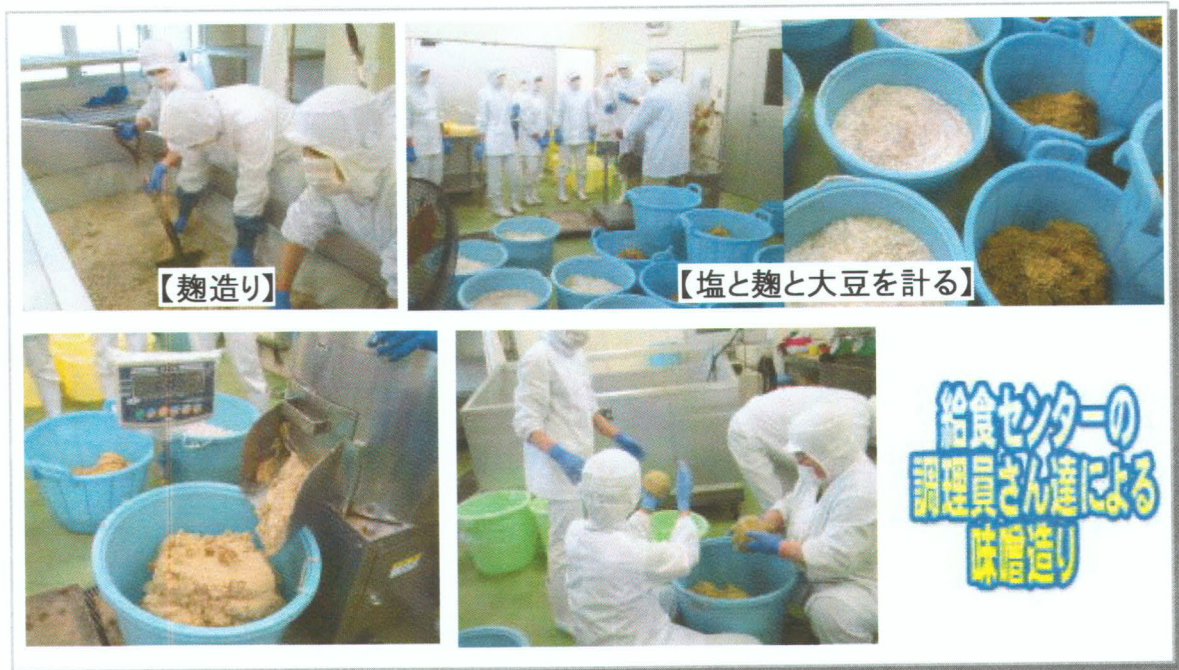 【麹造り】
【塩と麹と大豆を計る】
給食センターの
調理員さん達による
味噌造り